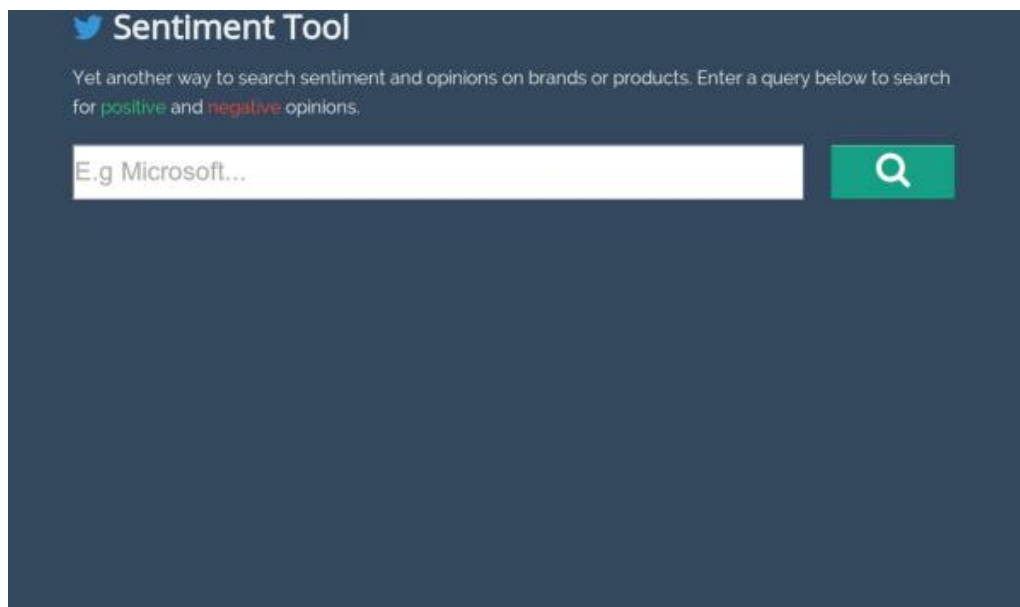 Sentiment Tool
Yet another way to search sentiment and opinions on brands or products. Enter a query below to search
for positive and negative opinions.
E.g Microsoft...